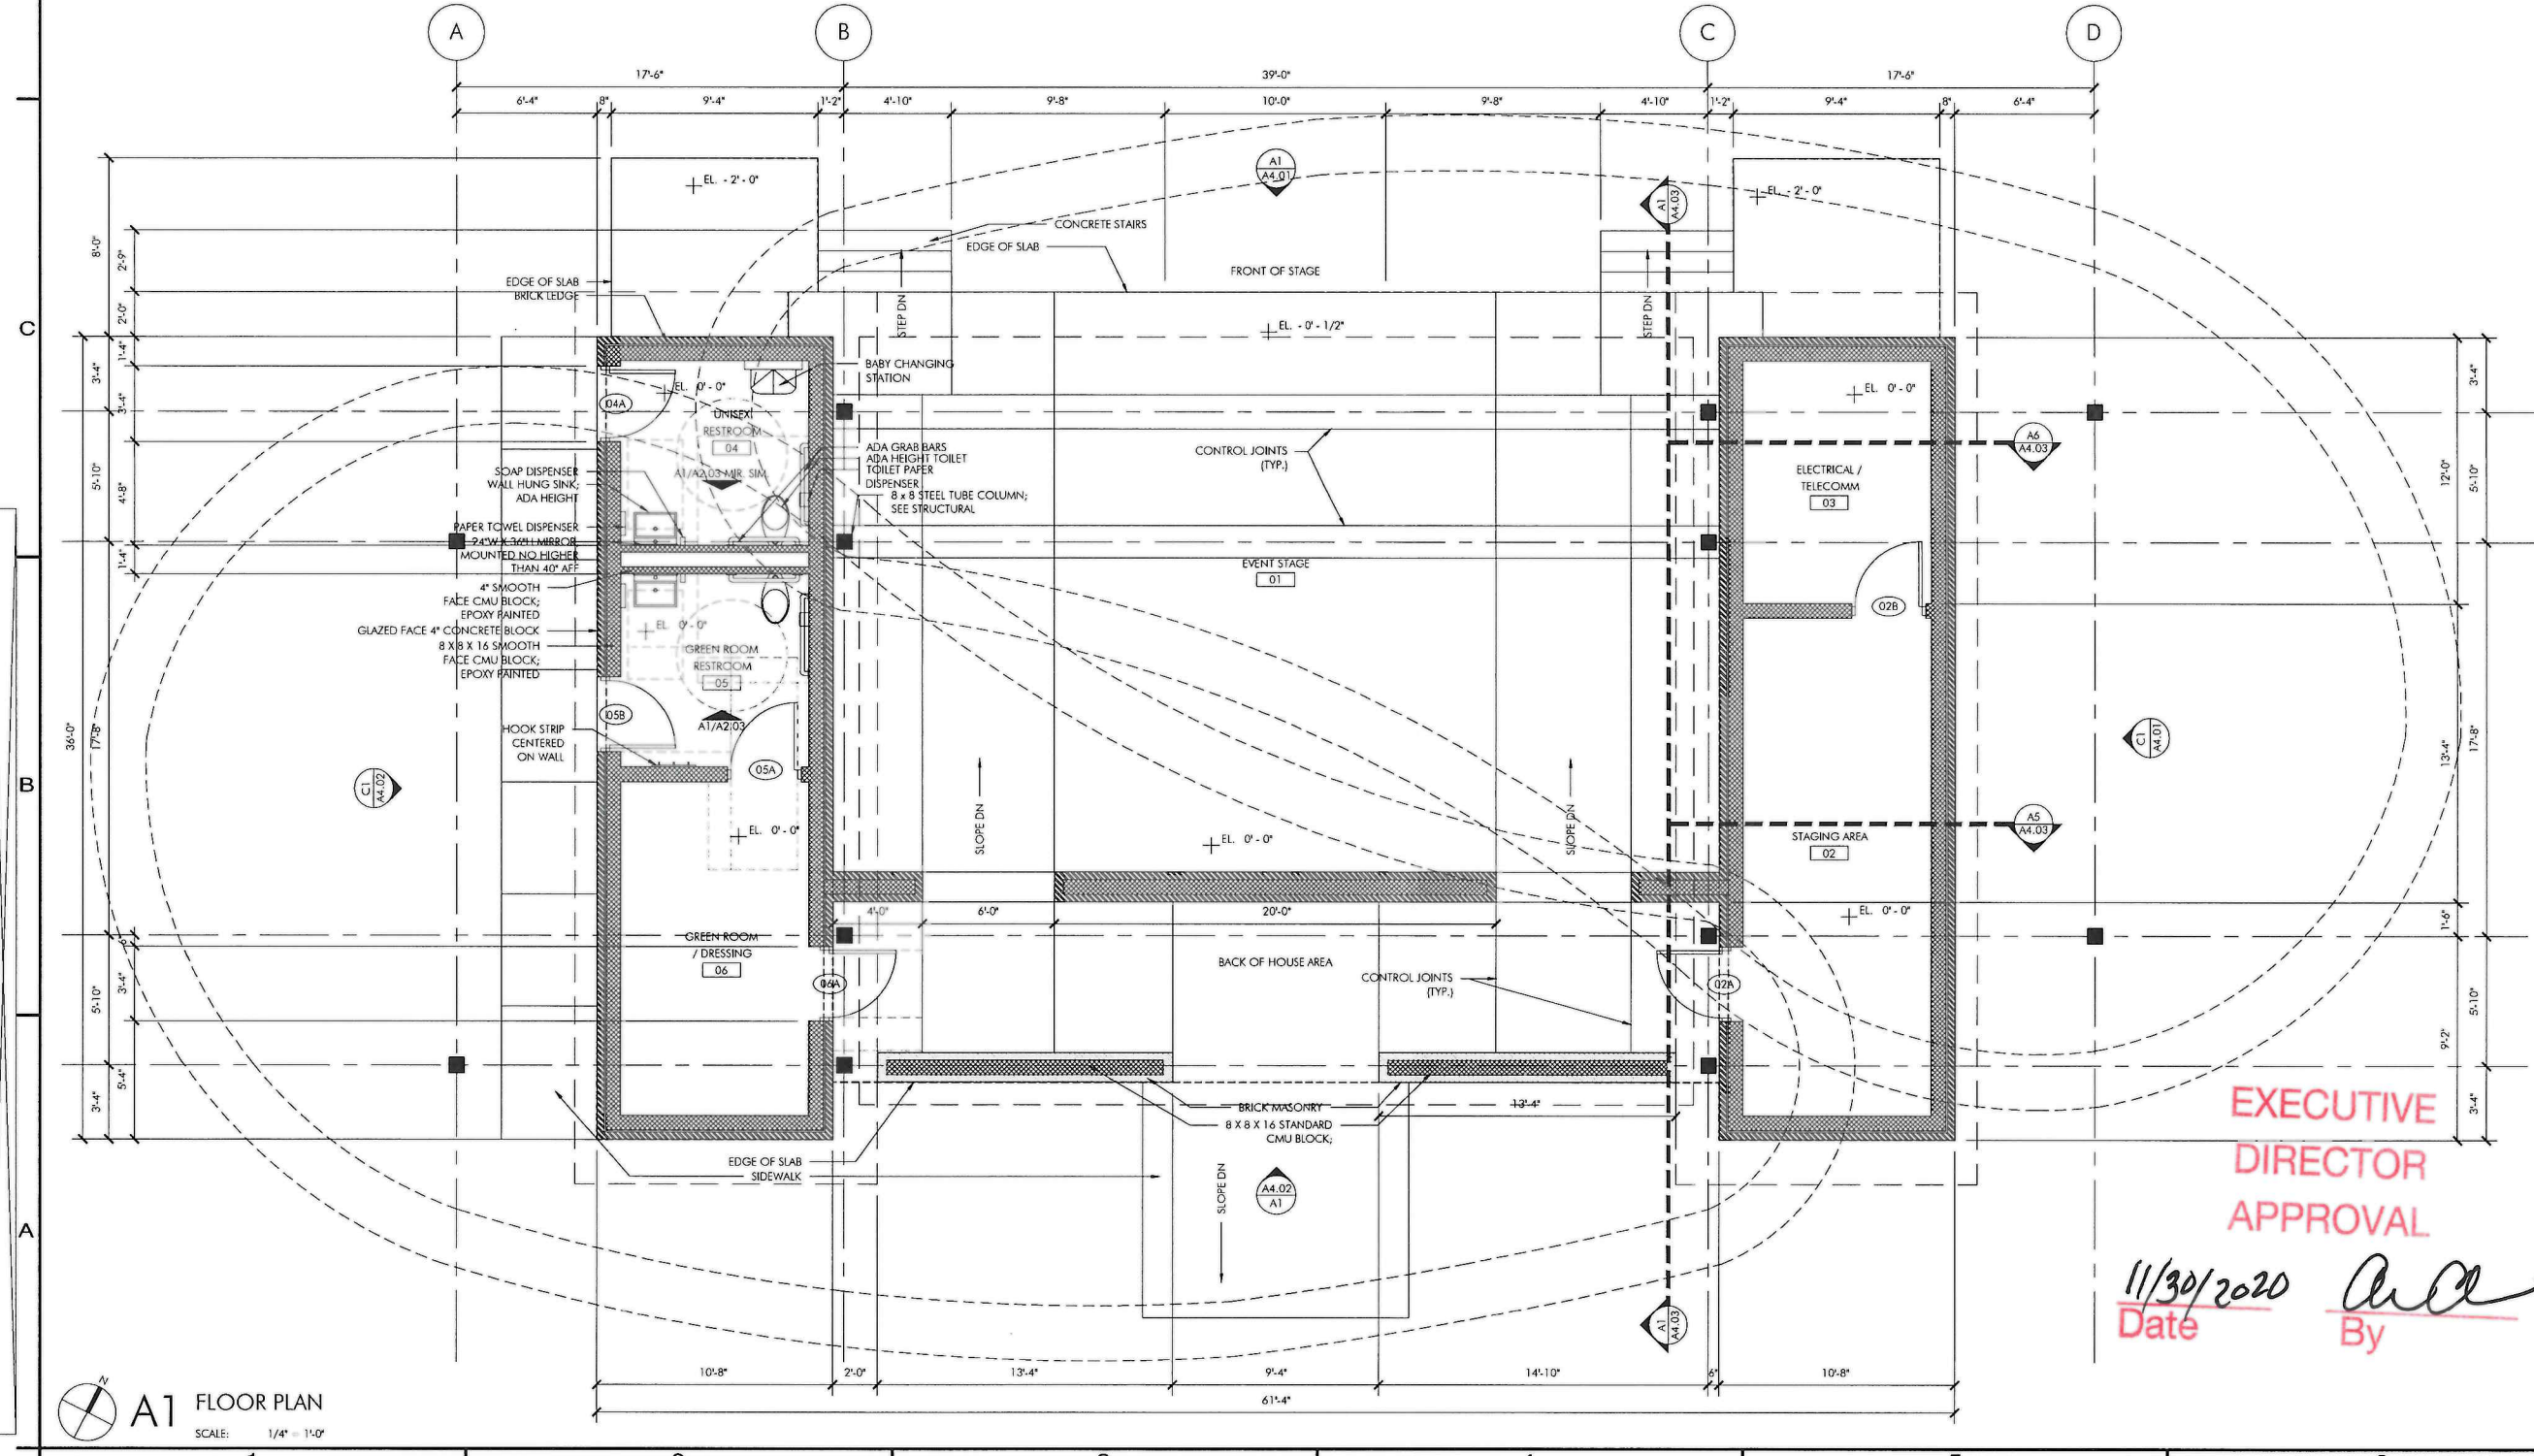 A
B
C
D
17'-6"
39'-0"
17'-6"
6'-4"
8"
9'-4"
1'-2"
4'-10"
9'-8"
10'-0"
9'-8"
4'-10"
1'-2"
9'-4"
8"
6'-4"
EL. - 2' - 0"
A1
A4.01
A1
A4.03
EL. - 2' - 0"
CONCRETE STAIRS
EDGE OF SLAB
FRONT OF STAGE
8'-0"
2'-9"
2'-0"
EDGE OF SLAB
BRICK LEDGE
STEP DN
STEP DN
EL. - 0' - 1/2"
C
1'-4"
3'-4"
3'-4"
5'-10"
4'-8"
1'-4"
BABY CHANGING
STATION
EL. 0' - 0"
04A
UNISEX
RESTROOM
04
A1/A2.03 MIR. SIM.
ADA GRAB BARS
ADA HEIGHT TOILET
TOILET PAPER
DISPENSER
8 x 8 STEEL TUBE COLUMN;
SEE STRUCTURAL
SOAP DISPENSER
WALL HUNG SINK;
ADA HEIGHT
PAPER TOWEL DISPENSER
24"W X 36"H MIRROR
MOUNTED NO HIGHER
THAN 40" AFF
4" SMOOTH
FACE CMU BLOCK;
EPOXY PAINTED
GLAZED FACE 4" CONCRETE BLOCK
8 X 8 X 16 SMOOTH
FACE CMU BLOCK;
EPOXY PAINTED
CONTROL JOINTS
(TYP.)
EVENT STAGE
01
EL. 0' - 0"
ELECTRICAL /
TELECOMM
03
A6
A4.03
3'-4"
12'-0"
5'-10"
02B
EL. 0' - 0"
GREEN ROOM
RESTROOM
05
A1/A2.03
05B
HOOK STRIP
CENTERED
ON WALL
05A
36'-0"
17'-8"
B
C1
A4.02
C1
A4.01
13'-4"
17'-8"
EL. 0' - 0"
SLOPE DN
EL. 0' - 0"
SLOPE DN
STAGING AREA
02
A5
A4.03
4'-0"
6'-0"
20'-0"
EL. 0' - 0"
1'-6"
GREEN ROOM
/ DRESSING
06
06A
BACK OF HOUSE AREA
CONTROL JOINTS
(TYP.)
02A
6"
3'-4"
5'-10"
5'-4"
3'-4"
5'-10"
9'-2"
3'-4"
BRICK MASONRY
8 X 8 X 16 STANDARD
CMU BLOCK;
13'-4"
EDGE OF SLAB
SIDEWALK
SLOPE DN
A4.02
A1
A
A1
A4.03
EXECUTIVE
DIRECTOR
APPROVAL
11/30/2020
Date
By
10'-8"
2'-0"
13'-4"
9'-4"
14'-10"
6"
10'-8"
61'-4"
N
A1 FLOOR PLAN
SCALE: 1/4" = 1'-0"